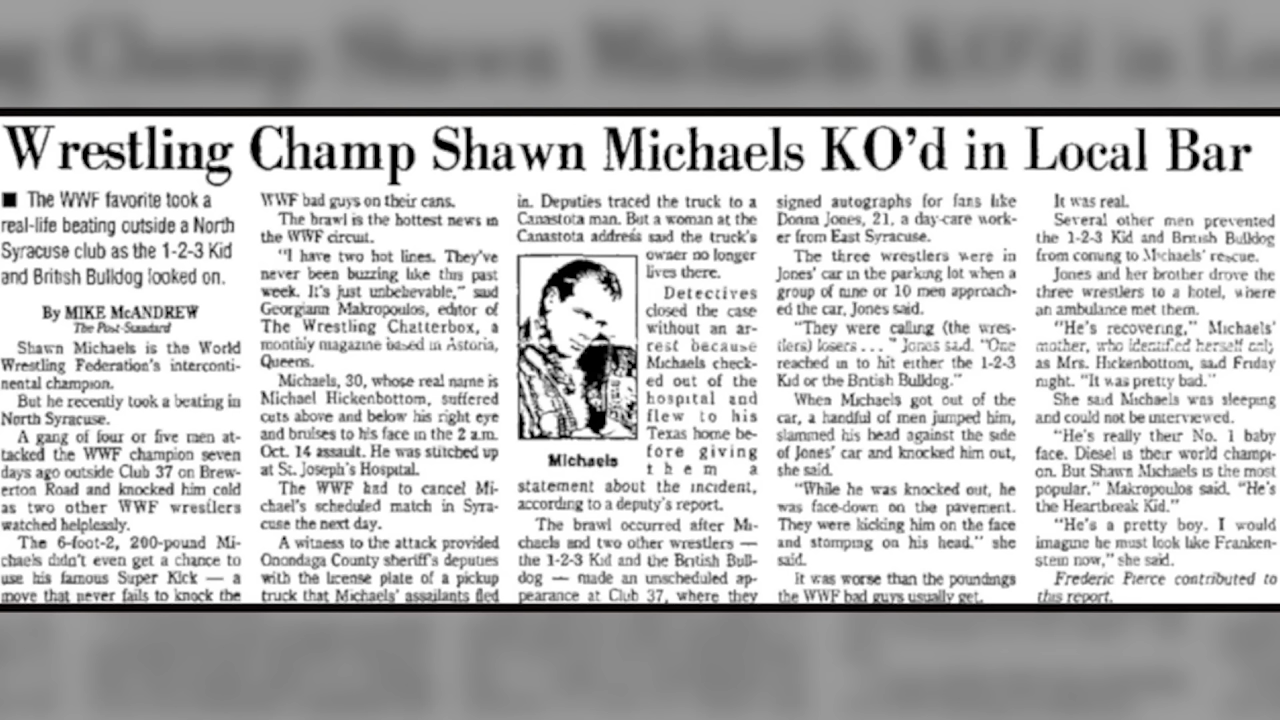 Wrestling Champ Shawn Michaels KO'd in Local Bar
■ The WWF favorite took a
real-life beating outside a North
Syracuse club as the 1-2-3 Kid
and British Bulldog looked on.
By MIKE McANDREW
The Post-Standard
Shawn Michaels is the World
Wrestling Federation's interconti-
nental champion.
But he recently took a beating in
North Syracuse.
A gang of four or five men at-
tacked the WWF champion seven
days ago outside Club 37 on Brew-
erton Road and knocked him cold
as two other WWF wrestlers
watched helplessly.
The 6-foot-2, 200-pound Mi-
chaels didn't even get a chance to
use his famous Super Kick — a
move that never fails to knock the
WWF bad guys on their cans.
The brawl is the hottest news in
the WWF circuit.
"I have two hot lines. They've
never been buzzing like this past
week. It's just unbelievable," said
Georgiann Makropoulos, editor of
The Wrestling Chatterbox, a
monthly magazine based in Astoria,
Queens.
Michaels, 30, whose real name is
Michael Hickenbottom, suffered
cuts above and below his right eye
and bruises to his face in the 2 a.m.
Oct. 14 assault. He was stitched up
at St. Joseph's Hospital.
The WWF had to cancel Mi-
chael's scheduled match in Syra-
cuse the next day.
A witness to the attack provided
Onondaga County sheriff's deputies
with the license plate of a pickup
truck that Michaels' assailants fled
in. Deputies traced the truck to a
Canastota man. But a woman at the
Canastota address said the truck's
owner no longer
lives there.
Detectives
closed the case
without an ar-
rest because
Michaels check-
ed out of the
hospital and
flew to his
Texas home be-
fore giving
them a
Michaels
statement about the incident,
according to a deputy's report.
The brawl occurred after Mi-
chaels and two other wrestlers —
the 1-2-3 Kid and the British Bull-
dog — made an unscheduled ap-
pearance at Club 37, where they
signed autographs for fans like
Donna Jones, 21, a day-care work-
er from East Syracuse.
The three wrestlers were in
Jones' car in the parking lot when a
group of nine or 10 men approach-
ed the car, Jones said.
"They were calling (the wres-
tlers) losers . . ." Jones said. "One
reached in to hit either the 1-2-3
Kid or the British Bulldog."
When Michaels got out of the
car, a handful of men jumped him,
slammed his head against the side
of Jones' car and knocked him out,
she said.
"While he was knocked out, he
was face-down on the pavement.
They were kicking him on the face
and stomping on his head." she
said.
It was worse than the poundings
the WWF bad guys usually get.
It was real.
Several other men prevented
the 1-2-3 Kid and British Bulldog
from coming to Michaels' rescue.
Jones and her brother drove the
three wrestlers to a hotel, where
an ambulance met them.
"He's recovering," Michaels'
mother, who identified herself only
as Mrs. Hickenbottom, said Friday
night. "It was pretty bad."
She said Michaels was sleeping
and could not be interviewed.
"He's really their No. 1 baby
face. Diesel is their world champi-
on. But Shawn Michaels is the most
popular," Makropoulos said. "He's
the Heartbreak Kid."
"He's a pretty boy. I would
imagine he must look like Franken-
stein now," she said.
Frederic Pierce contributed to
this report.